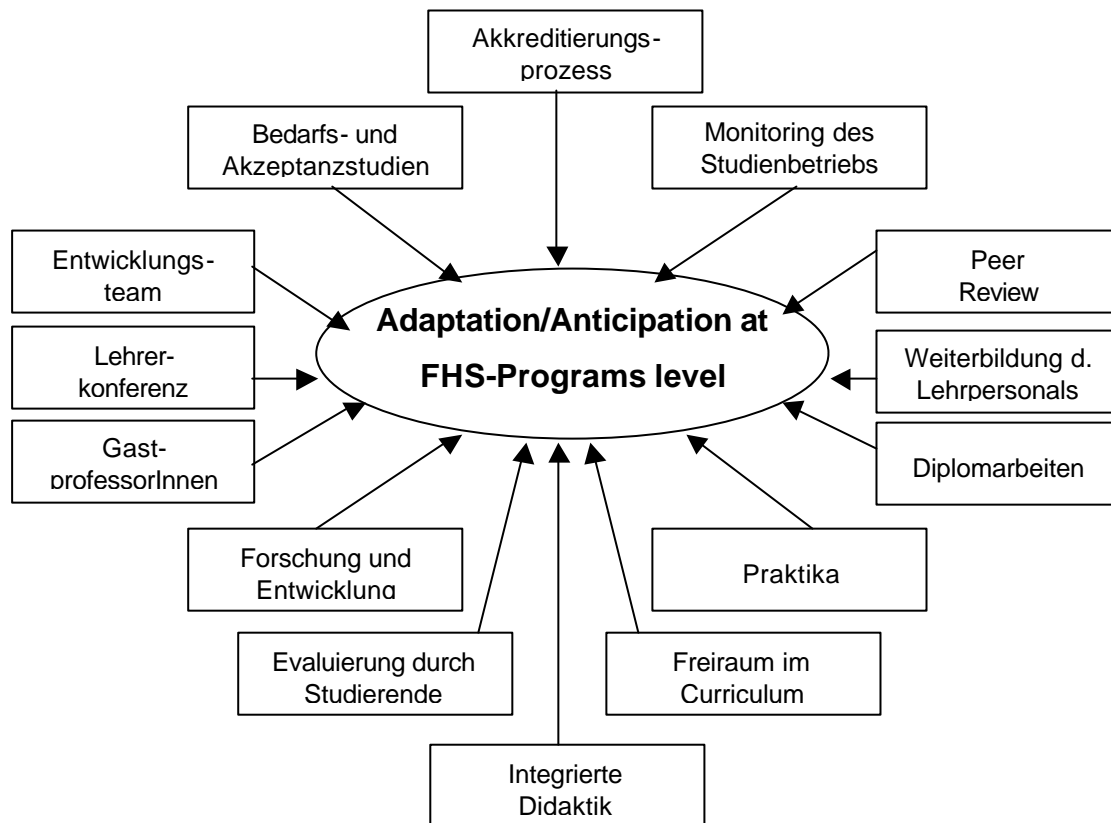 Akkreditierungs-
prozess
Bedarfs- und
Akzeptanzstudien
Monitoring des
Studienbetriebs
Entwicklungs-
team
Peer
Review
Adaptation/Anticipation at
FHS-Programs level
Lehrer-
konferenz
Weiterbildung d.
Lehrpersonals
Gast-
professorInnen
Diplomarbeiten
Forschung und
Entwicklung
Praktika
Evaluierung durch
Studierende
Freiraum im
Curriculum
Integrierte
Didaktik